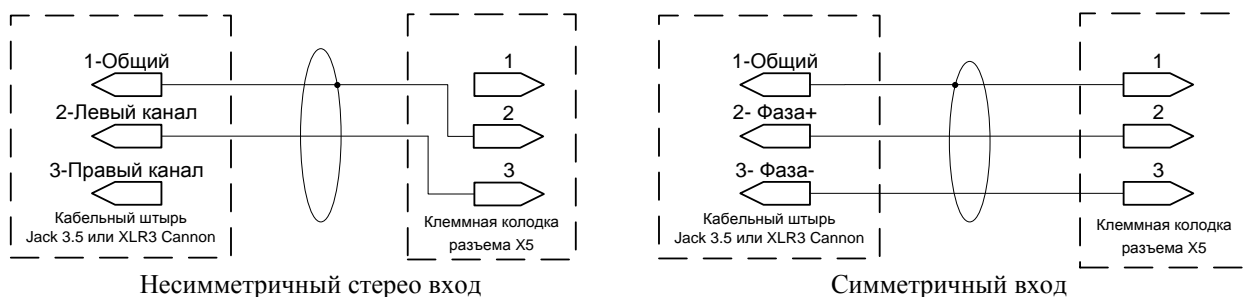 1-Общий
2-Левый канал
3-Правый канал
Кабельный штырь
Jack 3.5 или XLR3 Cannon
1
2
3
Клеммная колодка
разъема X5
Несимметричный стерео вход
1-Общий
2- Фаза+
3- Фаза-
Кабельный штырь
Jack 3.5 или XLR3 Cannon
1
2
3
Клеммная колодка
разъема X5
Симметричный вход